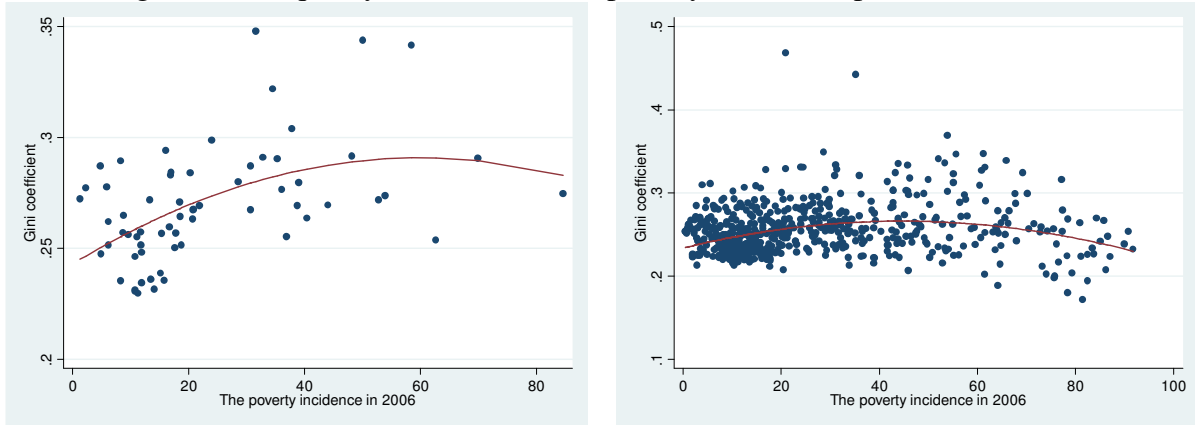 .35
.3
.25
.2
Gini coefficient
0 20 40 60 80
The poverty incidence in 2006
.5
.4
.3
.2
.1
Gini coefficient
0 20 40 60 80 100
The poverty incidence in 2006